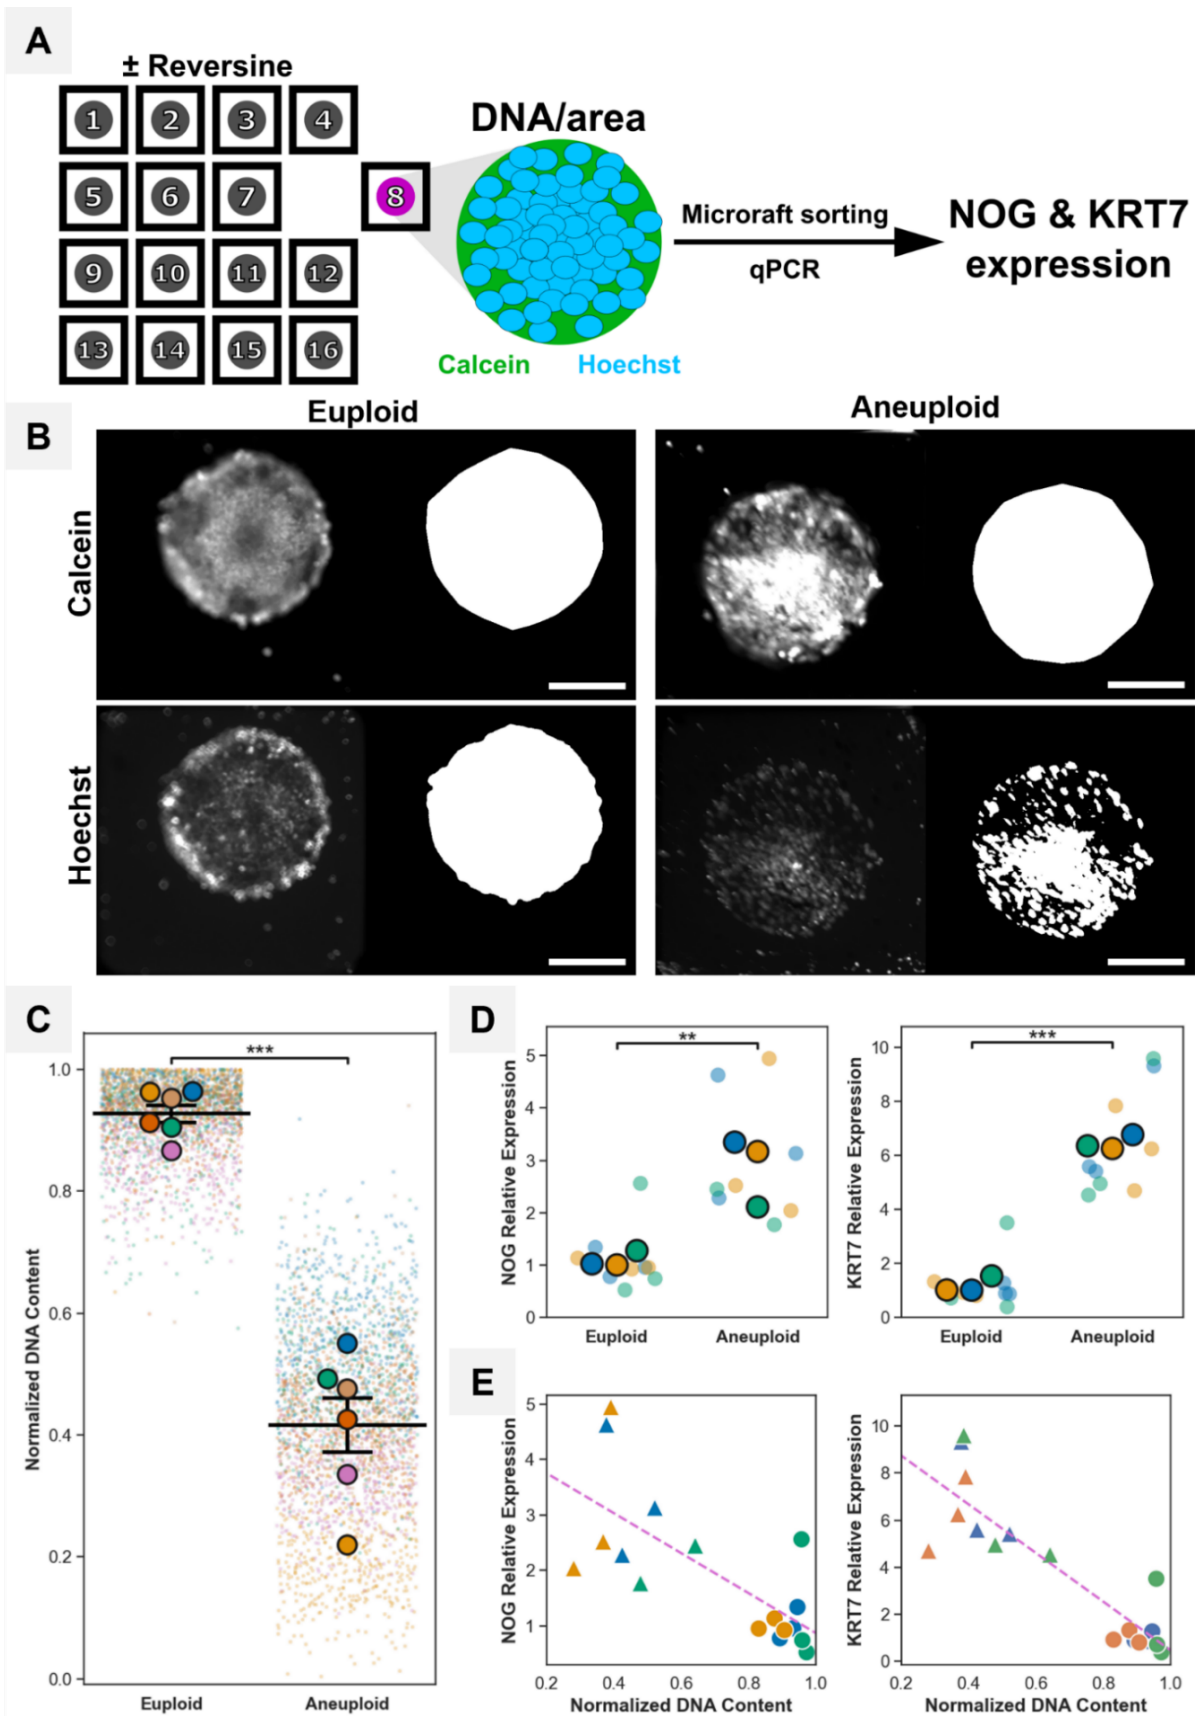 A
± Reversine
1 2 3 4
5 6 7 8
9 10 11 12
13 14 15 16
DNA/area
Calcein Hoechst
Microraft sorting
qPCR
NOG & KRT7
expression
B
Euploid Aneuploid
Calcein
Hoechst
C
Normalized DNA Content
1.0
0.8
0.6
0.4
0.2
0.0
***
Euploid Aneuploid
D
NOG Relative Expression
5
4
3
2
1
0
**
Euploid Aneuploid
KRT7 Relative Expression
10
8
6
4
2
0
***
Euploid Aneuploid
E
NOG Relative Expression
5
4
3
2
1
0.2 0.4 0.6 0.8 1.0
Normalized DNA Content
KRT7 Relative Expression
10
8
6
4
2
0
0.2 0.4 0.6 0.8 1.0
Normalized DNA Content